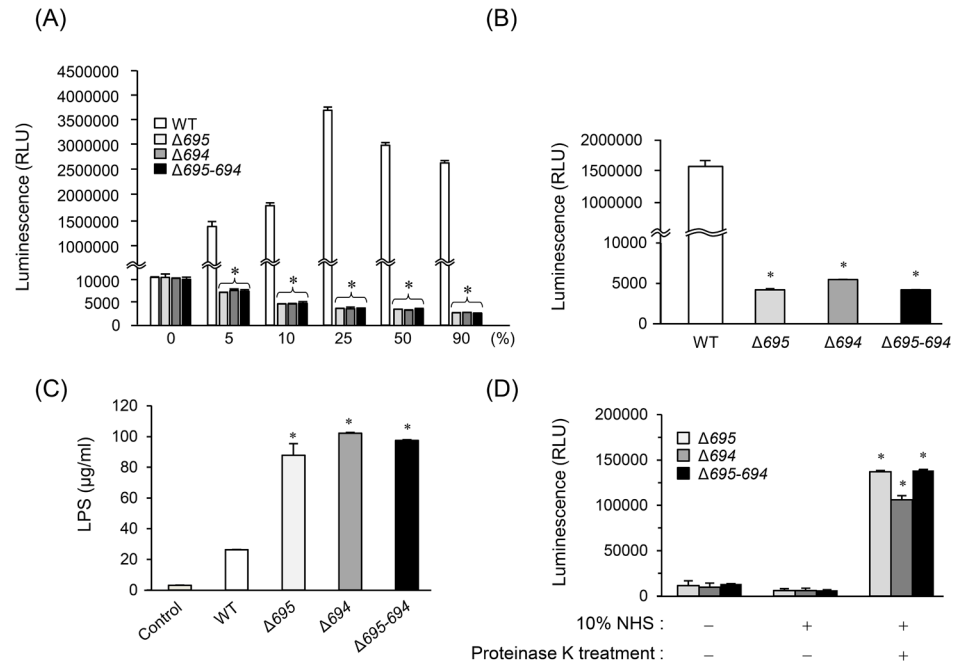 (A)
Luminescence (RLU)
4500000
4000000
3500000
3000000
2500000
2000000
1500000
1000000
10000
5000
0
WT
Δ695
Δ694
Δ695-694
* * * * *
0 5 10 25 50 90 (%)
(B)
Luminescence (RLU)
2000000
1500000
1000000
10000
5000
0
* * *
WT Δ695 Δ694 Δ695-694
(C)
LPS (μg/ml)
120
100
80
60
40
20
0
* * *
Control WT Δ695 Δ694 Δ695-694
(D)
Luminescence (RLU)
200000
150000
100000
50000
0
Δ695
Δ694
Δ695-694
* * *
10% NHS : − + +
Proteinase K treatment : − − +